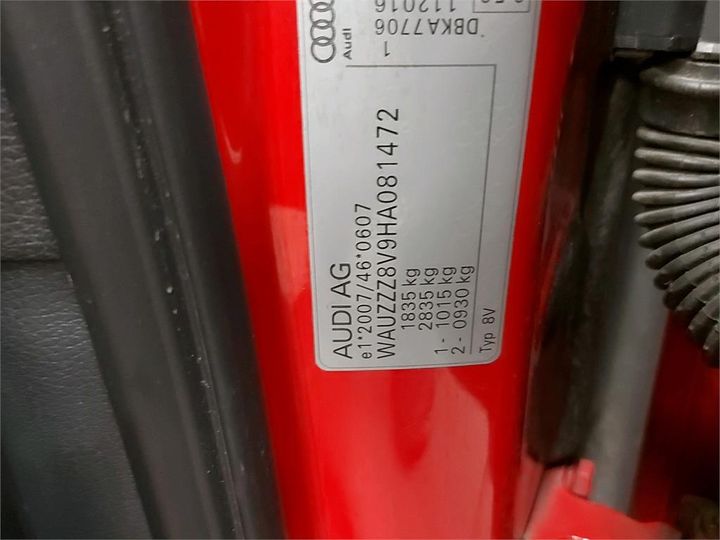 AUDI AG
e1*2007/46*0607
WAUZZZ8V9HA081472
1835 kg
2835 kg
1- 1015 kg
2- 0930 kg
Typ 8V
Audi
1
DBKA7706
112016